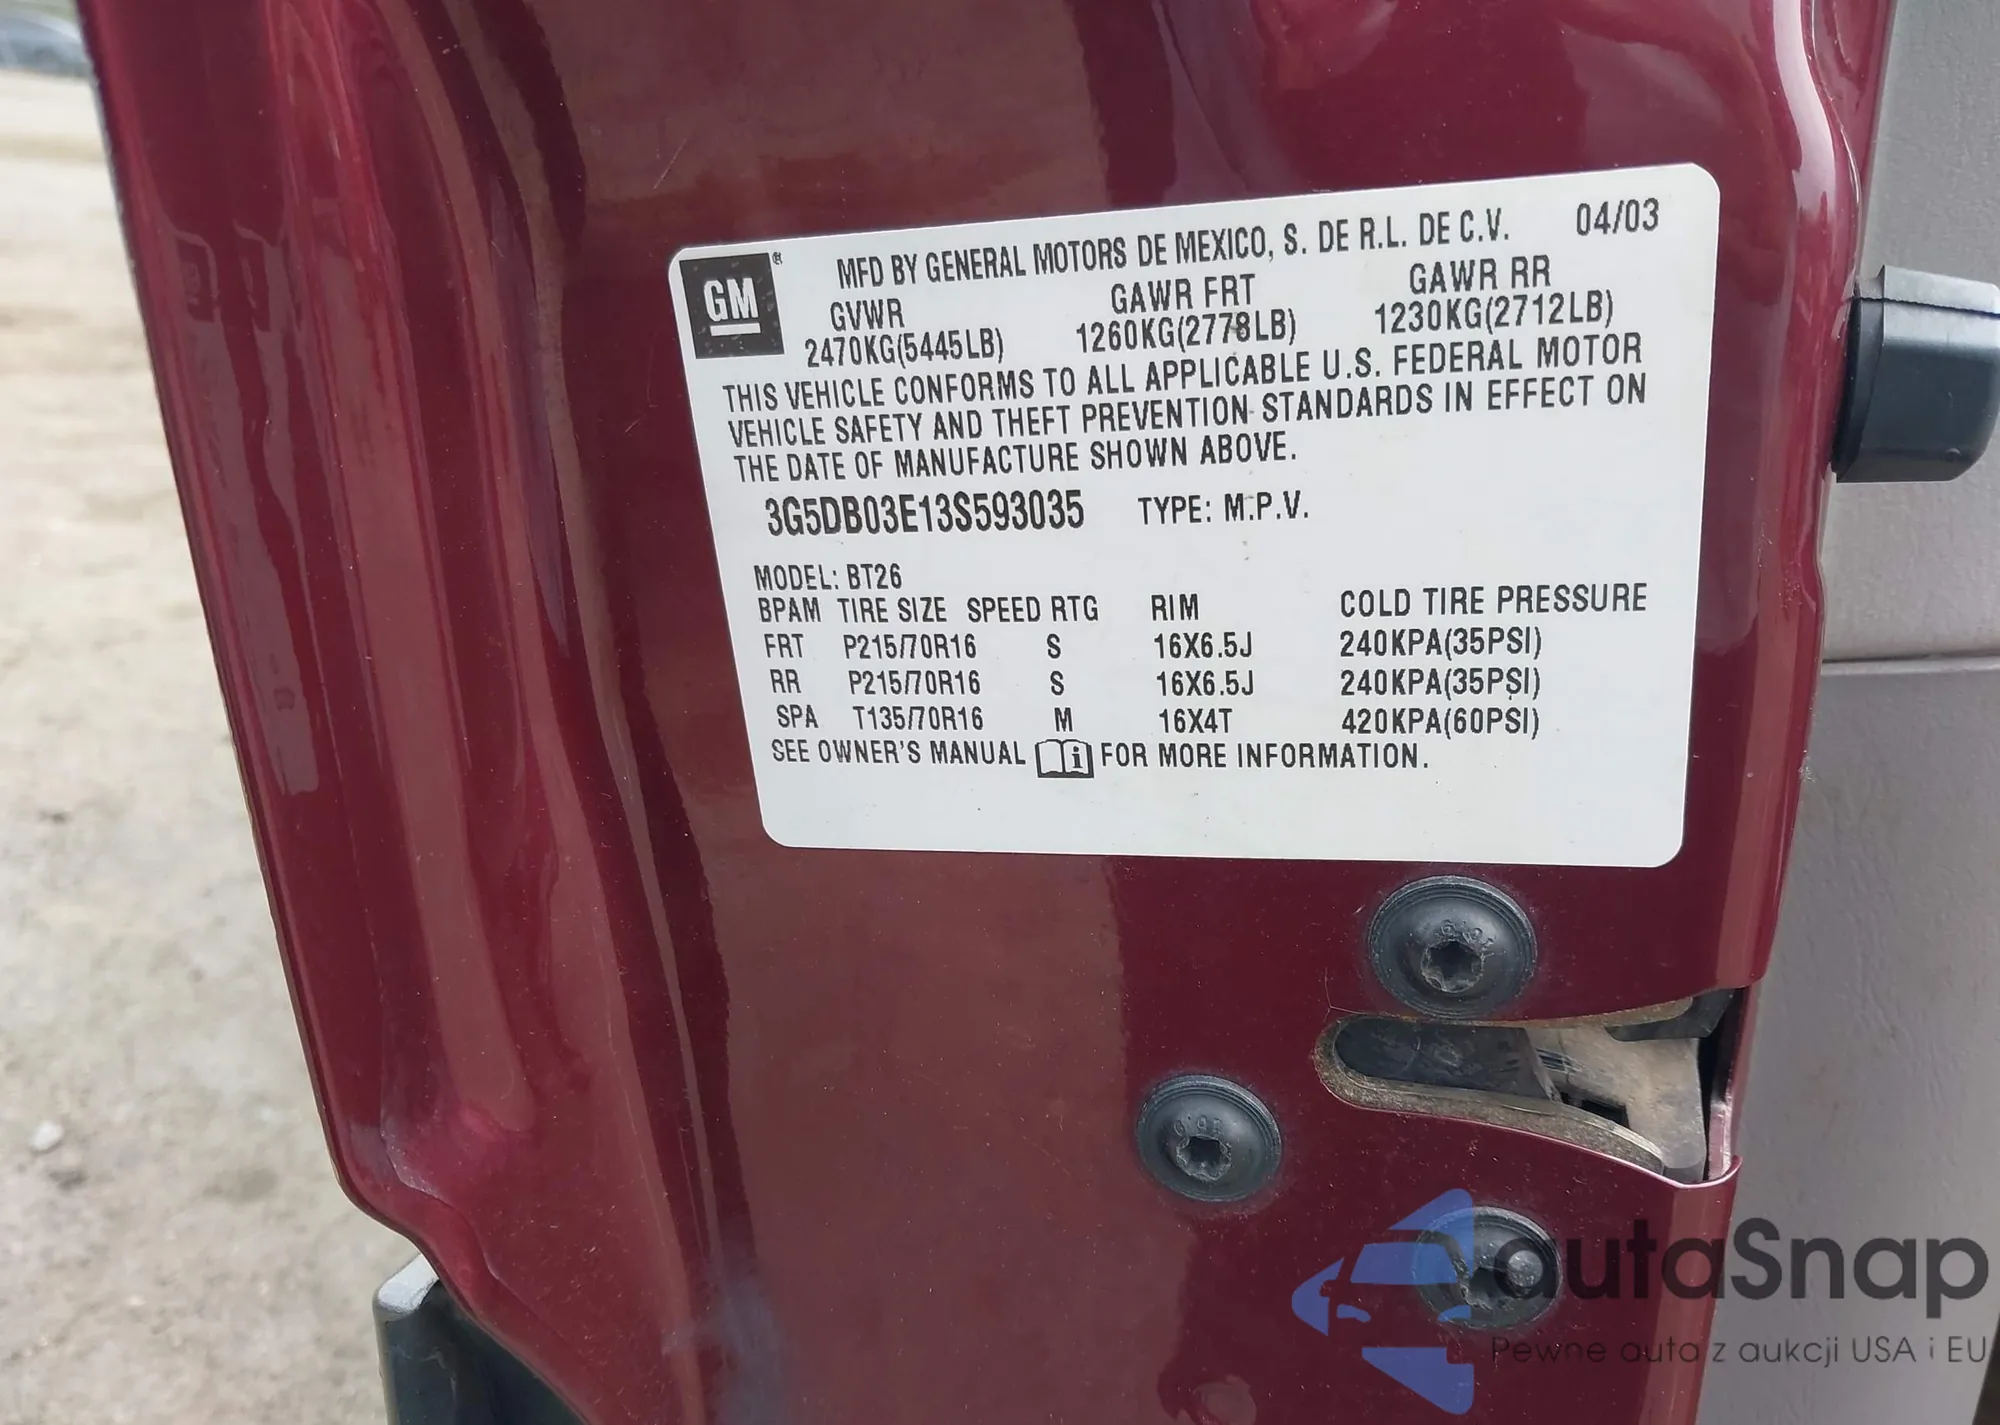 GM ®
MFD BY GENERAL MOTORS DE MEXICO, S. DE R.L. DE C.V. 04/03
GVWR GAWR FRT GAWR RR
2470KG(5445LB) 1260KG(2778LB) 1230KG(2712LB)
THIS VEHICLE CONFORMS TO ALL APPLICABLE U.S. FEDERAL MOTOR
VEHICLE SAFETY AND THEFT PREVENTION STANDARDS IN EFFECT ON
THE DATE OF MANUFACTURE SHOWN ABOVE.
3G5DB03E13S593035 TYPE: M.P.V.
MODEL: BT26
BPAM TIRE SIZE SPEED RTG RIM COLD TIRE PRESSURE
FRT P215/70R16 S 16X6.5J 240KPA(35PSI)
RR P215/70R16 S 16X6.5J 240KPA(35PSI)
SPA T135/70R16 M 16X4T 420KPA(60PSI)
SEE OWNER'S MANUAL i FOR MORE INFORMATION.
10.9
10.9
autaSnap
Pewne auta z aukcji USA i EU